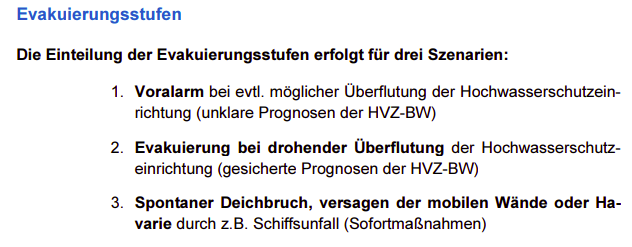 Evakuierungsstufen
Die Einteilung der Evakuierungsstufen erfolgt für drei Szenarien:
1. Voralarm bei evtl. möglicher Überflutung der Hochwasserschutzein-
richtung (unklare Prognosen der HVZ-BW)
2. Evakuierung bei drohender Überflutung der Hochwasserschutz-
einrichtung (gesicherte Prognosen der HVZ-BW)
3. Spontaner Deichbruch, versagen der mobilen Wände oder Ha-
varie durch z.B. Schiffsunfall (Sofortmaßnahmen)